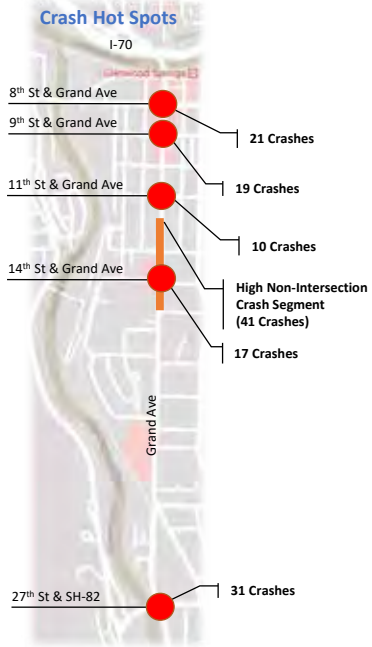 Crash Hot Spots
I-70
Glenwood Springs
8th St & Grand Ave
9th St & Grand Ave
21 Crashes
19 Crashes
11th St & Grand Ave
10 Crashes
14th St & Grand Ave
High Non-Intersection
Crash Segment
(41 Crashes)
17 Crashes
Grand Ave
27th St & SH-82
31 Crashes